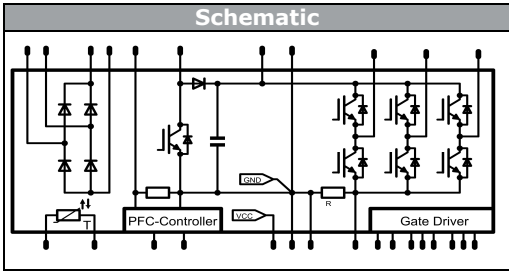 Schematic
GND
R
T
PFC-Controller
VCC
Gate Driver